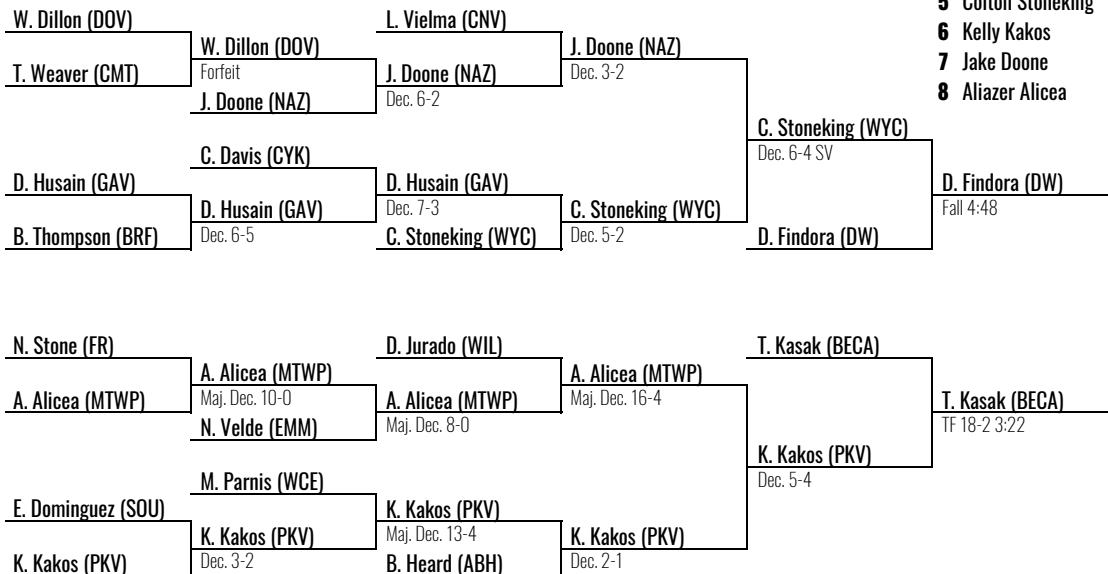 5 Colton Stoneking
6 Kelly Kakos
7 Jake Doone
8 Aliazer Alicea
W. Dillon (DOV)
T. Weaver (CMT)
W. Dillon (DOV)
Forfeit
J. Doone (NAZ)
L. Vielma (CNV)
J. Doone (NAZ)
Dec. 6-2
J. Doone (NAZ)
Dec. 3-2
D. Husain (GAV)
B. Thompson (BRF)
C. Davis (CYK)
D. Husain (GAV)
Dec. 6-5
D. Husain (GAV)
Dec. 7-3
C. Stoneking (WYC)
C. Stoneking (WYC)
Dec. 5-2
C. Stoneking (WYC)
Dec. 6-4 SV
D. Findora (DW)
D. Findora (DW)
Fall 4:48
N. Stone (FR)
A. Alicea (MTWP)
A. Alicea (MTWP)
Maj. Dec. 10-0
N. Velde (EMM)
D. Jurado (WIL)
A. Alicea (MTWP)
Maj. Dec. 8-0
A. Alicea (MTWP)
Maj. Dec. 16-4
E. Dominguez (SOU)
K. Kakos (PKV)
M. Parnis (WCE)
K. Kakos (PKV)
Dec. 3-2
K. Kakos (PKV)
Maj. Dec. 13-4
B. Heard (ABH)
K. Kakos (PKV)
Dec. 2-1
T. Kasak (BECA)
K. Kakos (PKV)
Dec. 5-4
T. Kasak (BECA)
TF 18-2 3:22